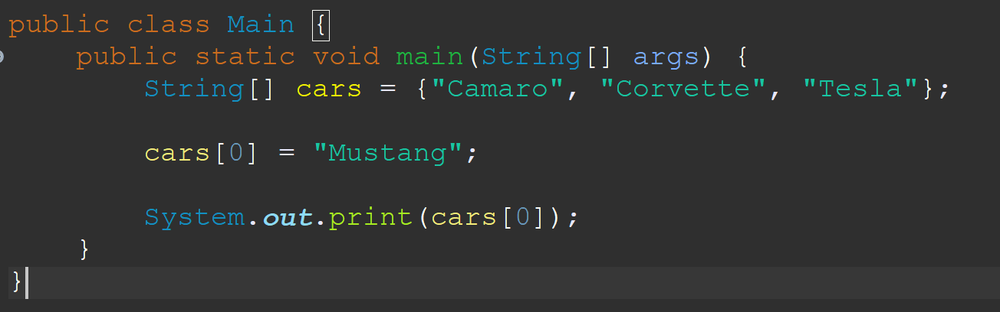 public class Main {
    public static void main(String[] args) {
        String[] cars = {"Camaro", "Corvette", "Tesla"};
        cars[0] = "Mustang";
        System.out.print(cars[0]);
    }
}